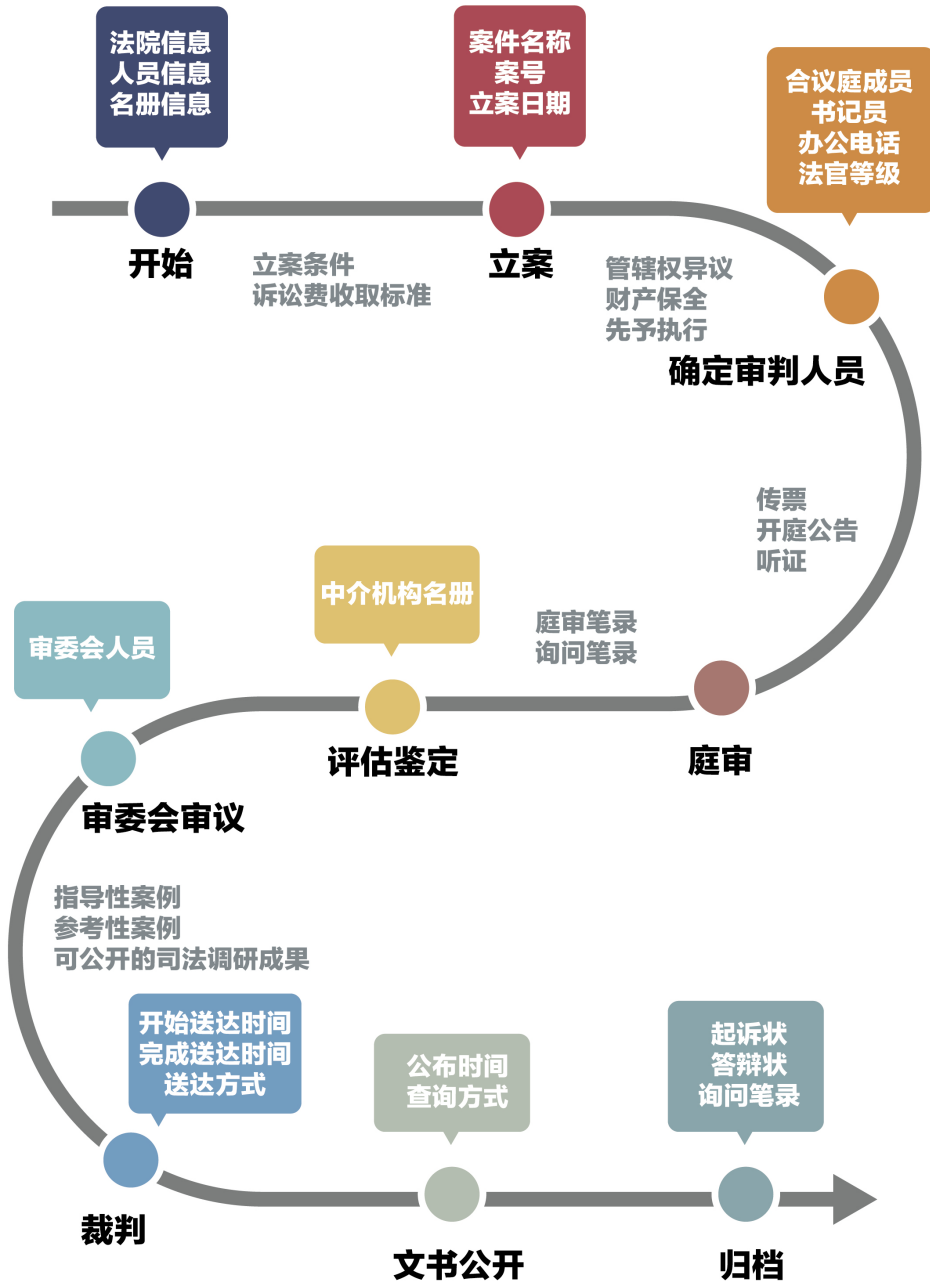 法院信息
人员信息
名册信息
案件名称
案号
立案日期
合议庭成员
书记员
办公电话
法官等级
开始
立案条件
诉讼费收取标准
立案
管辖权异议
财产保全
先予执行
确定审判人员
传票
开庭公告
听证
庭审笔录
询问笔录
庭审
中介机构名册
评估鉴定
审委会人员
审委会审议
指导性案例
参考性案例
可公开的司法调研成果
开始送达时间
完成送达时间
送达方式
裁判
公布时间
查询方式
文书公开
起诉状
答辩状
询问笔录
归档